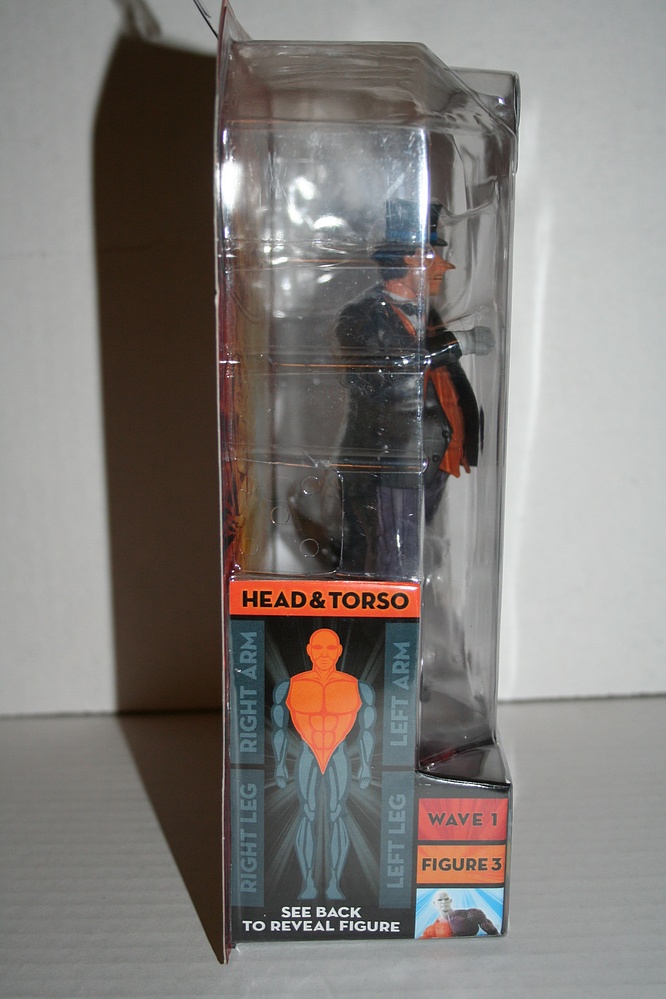 HEAD & TORSO
RIGHT ARM
LEFT ARM
RIGHT LEG
LEFT LEG
SEE BACK
TO REVEAL FIGURE
WAVE 1
FIGURE 3